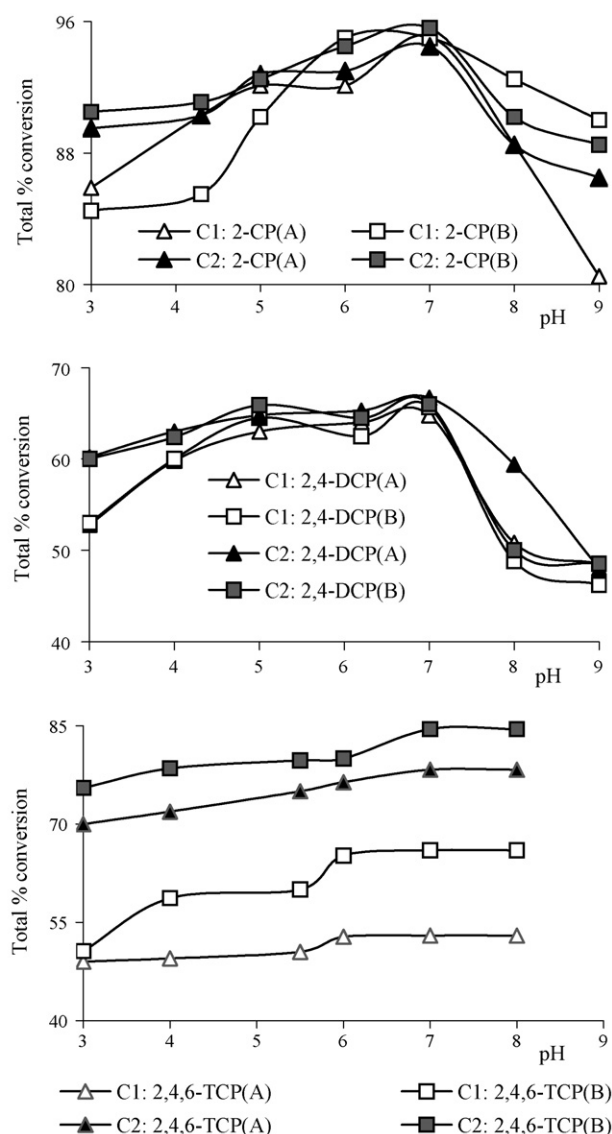 96
88
80
Total % conversion
C1: 2-CP(A) C1: 2-CP(B)
C2: 2-CP(A) C2: 2-CP(B)
3 4 5 6 7 8 9
pH
70
60
50
40
Total % conversion
C1: 2,4-DCP(A)
C1: 2,4-DCP(B)
C2: 2,4-DCP(A)
C2: 2,4-DCP(B)
3 4 5 6 7 8 9
pH
85
70
55
40
Total % conversion
3 4 5 6 7 8 9
pH
C1: 2,4,6-TCP(A) C1: 2,4,6-TCP(B)
C2: 2,4,6-TCP(A) C2: 2,4,6-TCP(B)